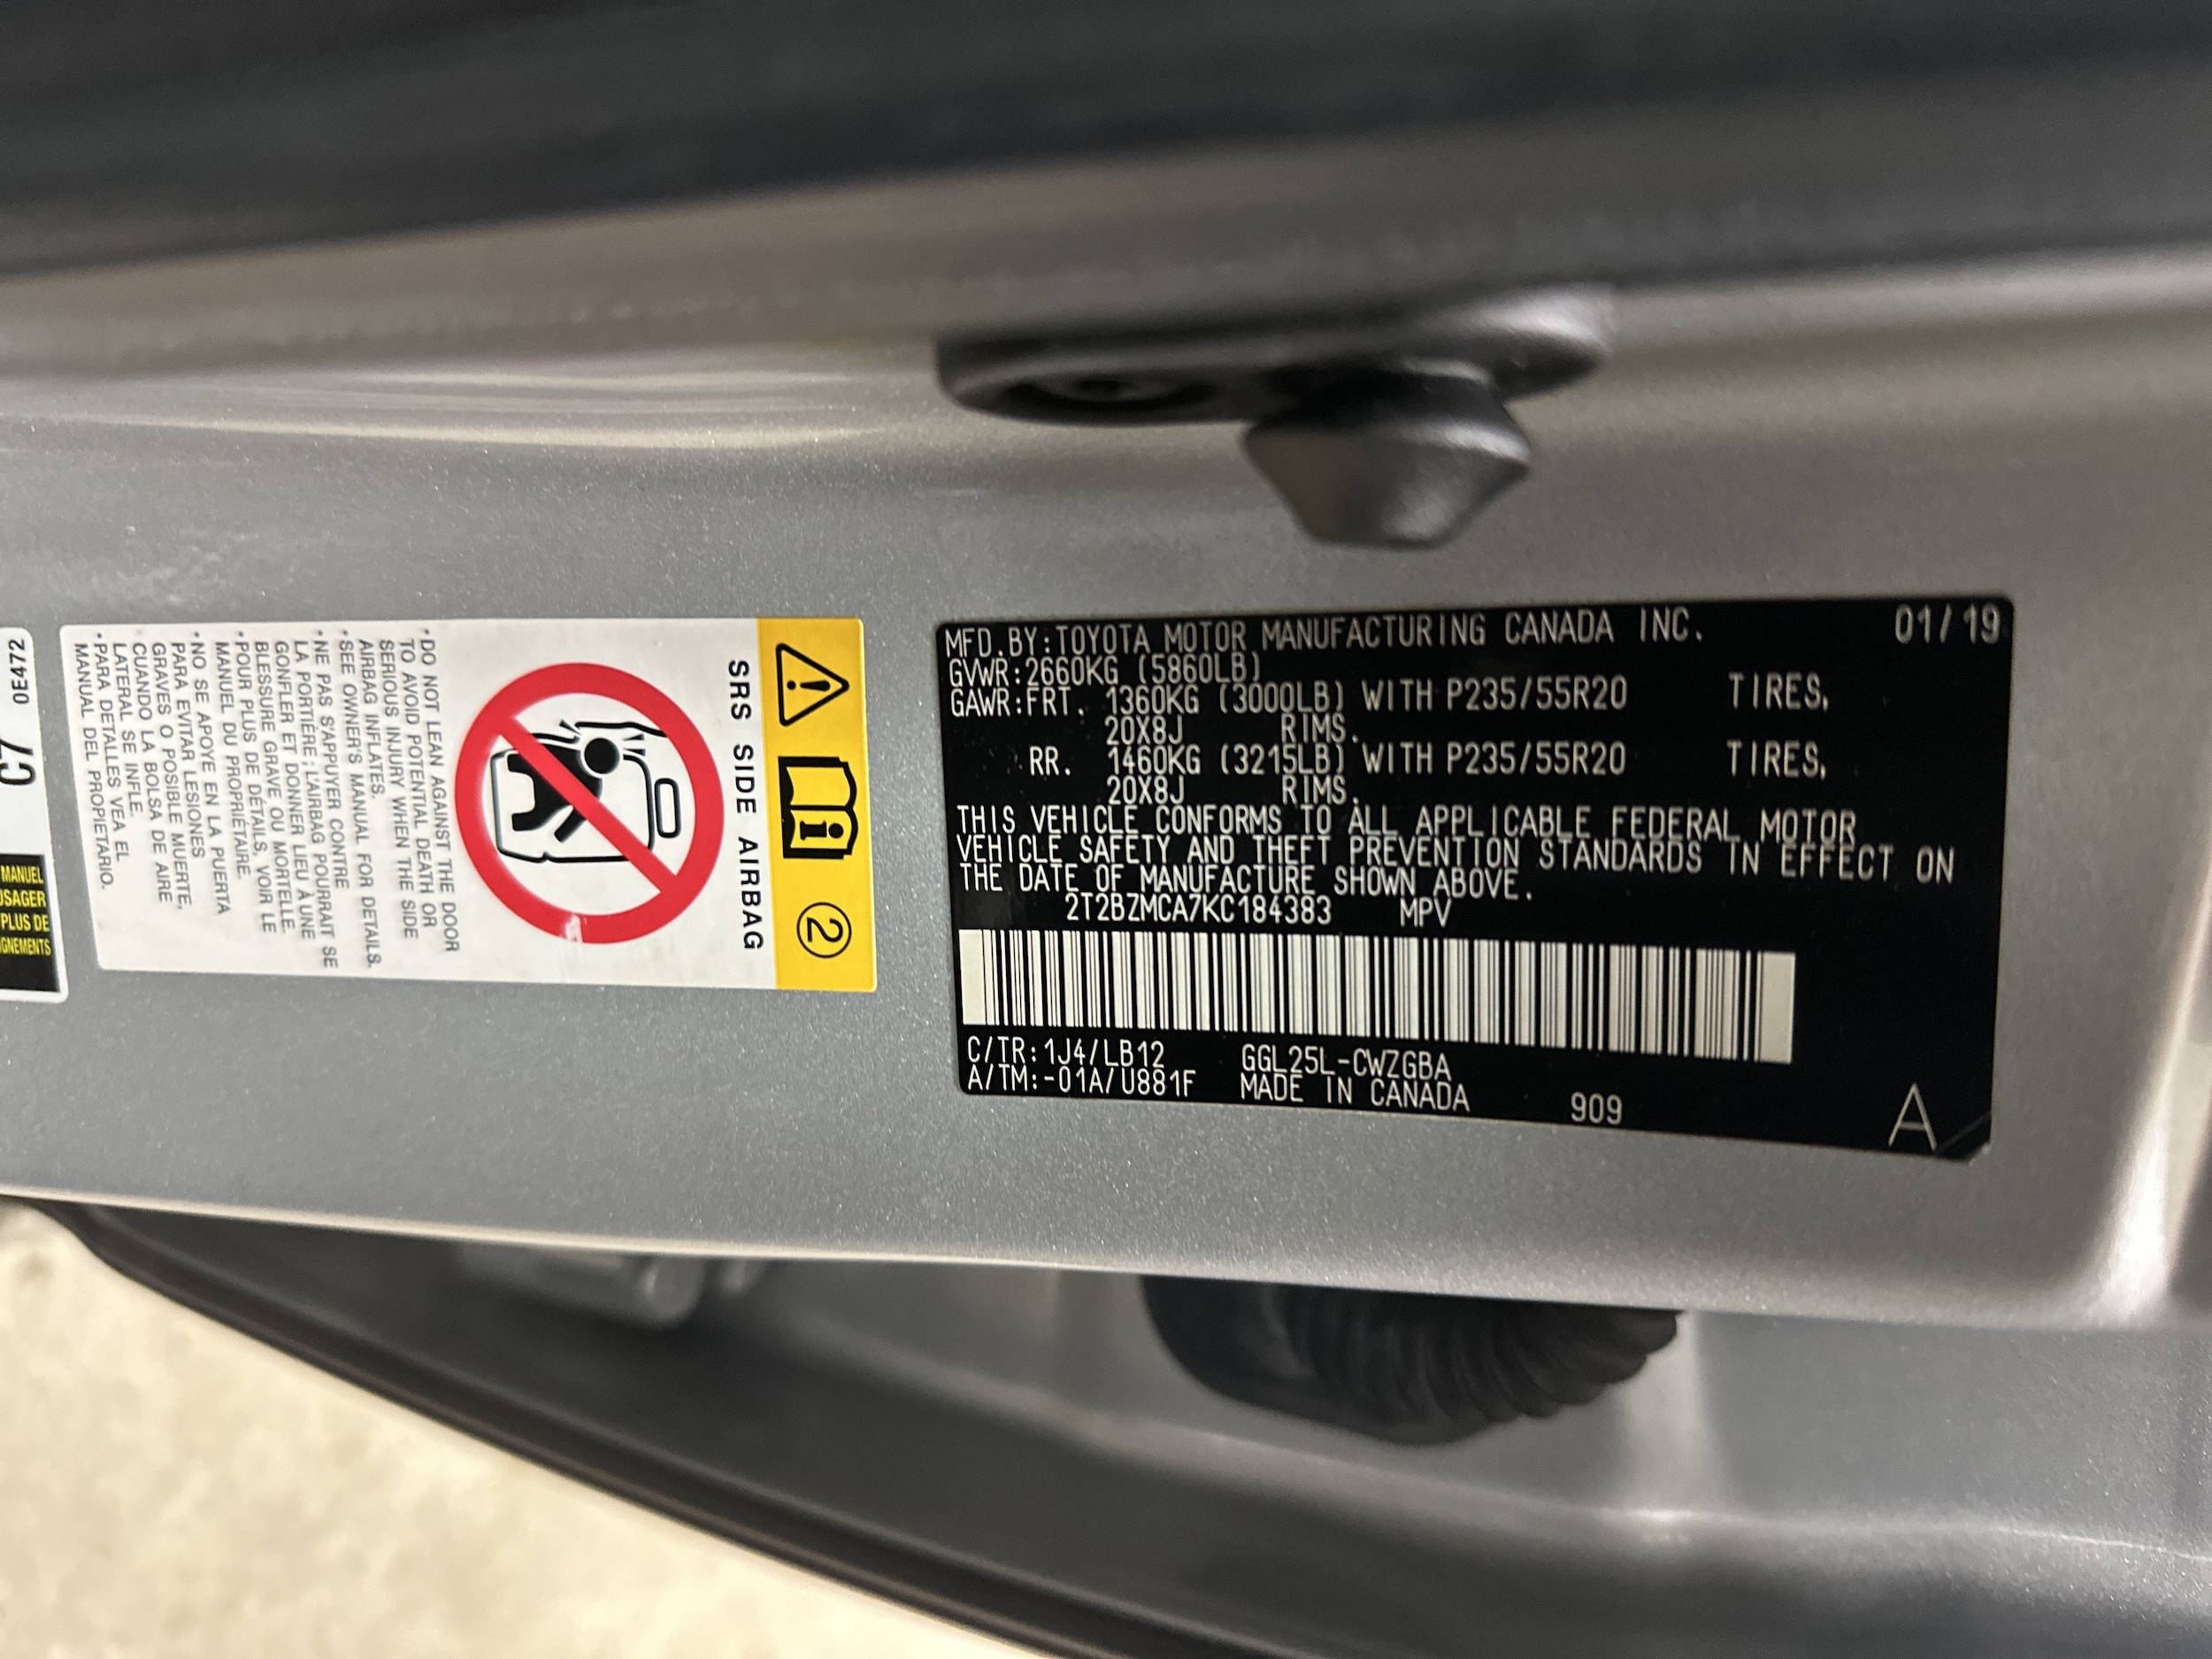 MFD.BY:TOYOTA MOTOR MANUFACTURING CANADA INC. 01/19
GVWR:2660KG (5860LB)
GAWR:FRT. 1360KG (3000LB) WITH P235/55R20 TIRES,
20X8J RIMS.
RR. 1460KG (3215LB) WITH P235/55R20 TIRES,
20X8J RIMS.
THIS VEHICLE CONFORMS TO ALL APPLICABLE FEDERAL MOTOR
VEHICLE SAFETY AND THEFT PREVENTION STANDARDS IN EFFECT ON
THE DATE OF MANUFACTURE SHOWN ABOVE.
2T2BZMCA7KC184383 MPV
C/TR:1J4/LB12 GGL25L-CWZGBA
A/TM:-01A/U881F MADE IN CANADA 909
A
2
SRS SIDE AIRBAG
•DO NOT LEAN AGAINST THE DOOR
TO AVOID POTENTIAL DEATH OR
SERIOUS INJURY WHEN THE SIDE
AIRBAG INFLATES.
•SEE OWNER'S MANUAL FOR DETAILS.
•NE PAS S'APPUYER CONTRE
LA PORTIÈRE; L'AIRBAG POURRAIT SE
GONFLER ET DONNER LIEU À UNE
BLESSURE GRAVE OU MORTELLE.
•POUR PLUS DE DÉTAILS, VOIR LE
MANUEL DU PROPRIÉTAIRE.
•NO SE APOYE EN LA PUERTA
PARA EVITAR LESIONES
GRAVES O POSIBLE MUERTE,
CUANDO LA BOLSA DE AIRE
LATERAL SE INFLE.
•PARA DETALLES VEA EL
MANUAL DEL PROPIETARIO.
0E472
C7
MANUEL
USAGER
PLUS DE